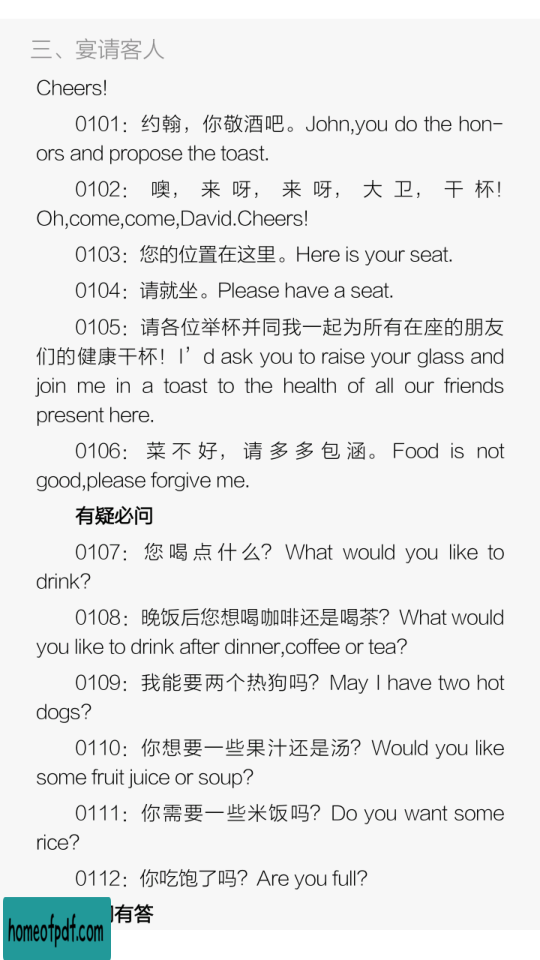 三、宴请客人
Cheers!
0101：约翰，你敬酒吧。John,you do the hon-
ors and propose the toast.
0102：噢，来呀，来呀，大卫，干杯！
Oh,come,come,David.Cheers!
0103：您的位置在这里。Here is your seat.
0104：请就坐。Please have a seat.
0105：请各位举杯并同我一起为所有在座的朋友
们的健康干杯！I’d ask you to raise your glass and
join me in a toast to the health of all our friends
present here.
0106：菜不好，请多多包涵。Food is not
good,please forgive me.
有疑必问
0107：您喝点什么？What would you like to
drink?
0108：晚饭后您想喝咖啡还是喝茶？What would
you like to drink after dinner,coffee or tea?
0109：我能要两个热狗吗？May I have two hot
dogs?
0110：你想要一些果汁还是汤？Would you like
some fruit juice or soup?
0111：你需要一些米饭吗？Do you want some
rice?
0112：你吃饱了吗？Are you full?
有答
homeofpdf.com